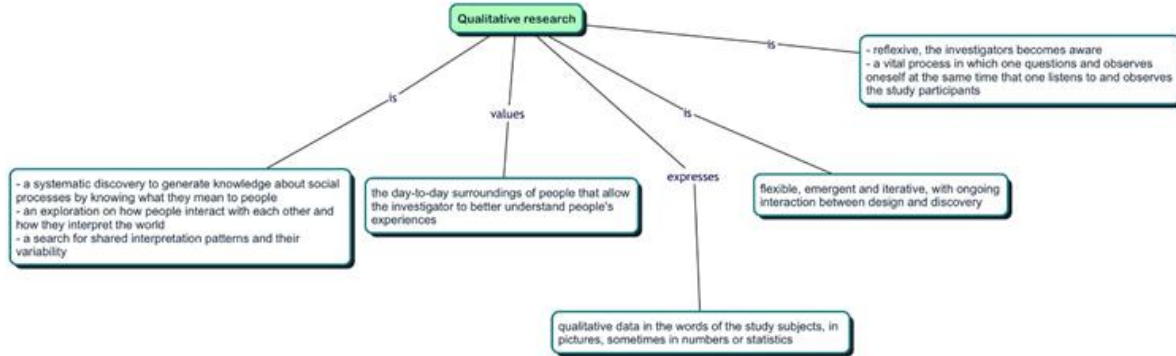 Qualitative research
is
- reflexive, the investigators becomes aware
- a vital process in which one questions and observes
oneself at the same time that one listens to and observes
the study participants
is
values
is
expresses
- a systematic discovery to generate knowledge about social
processes by knowing what they mean to people
- an exploration on how people interact with each other and
how they interpret the world
- a search for shared interpretation patterns and their
variability
the day-to-day surroundings of people that allow
the investigator to better understand people's
experiences
flexible, emergent and iterative, with ongoing
interaction between design and discovery
qualitative data in the words of the study subjects, in
pictures, sometimes in numbers or statistics